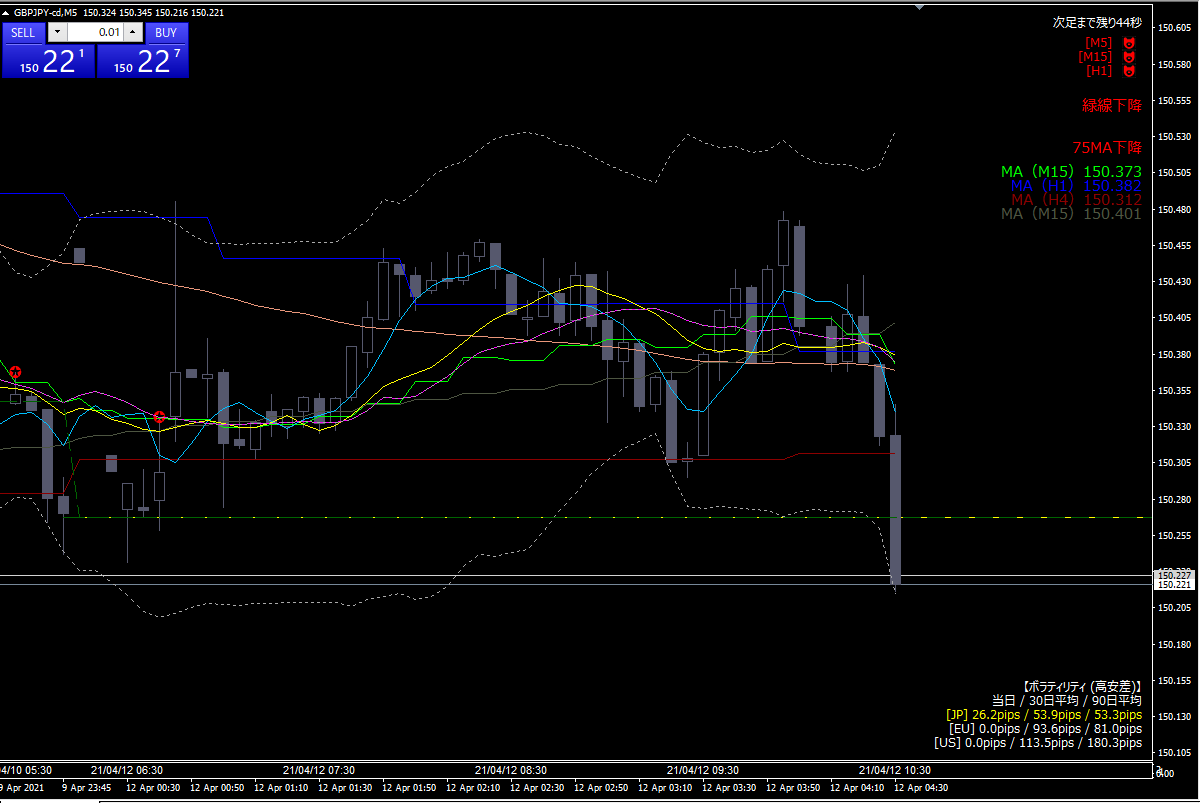 GBPJPY-cd,M5 150.324 150.345 150.216 150.221
SELL
0.01
BUY
150 22 1
150 22 7
次足まで残り44秒
[M5]
[M15]
[H1]
緑線下降
75MA下降
MA（M15）150.373
MA（H1）150.382
MA（H4）150.312
MA（M15）150.401
150.605
150.580
150.555
150.530
150.505
150.480
150.455
150.430
150.405
150.380
150.355
150.330
150.305
150.280
150.255
150.227
150.221
150.205
150.180
150.155
150.130
150.105
【ボラティリティ (高安差)】
当日 / 30日平均 / 90日平均
[JP] 26.2pips / 53.9pips / 53.3pips
[EU] 0.0pips / 93.6pips / 81.0pips
[US] 0.0pips / 113.5pips / 180.3pips
04/10 05:30
21/04/12 06:30
21/04/12 07:30
21/04/12 08:30
21/04/12 09:30
21/04/12 10:30
9 Apr 2021
9 Apr 23:45
12 Apr 00:30
12 Apr 00:50
12 Apr 01:10
12 Apr 01:30
12 Apr 01:50
12 Apr 02:10
12 Apr 02:30
12 Apr 02:50
12 Apr 03:10
12 Apr 03:30
12 Apr 03:50
12 Apr 04:10
12 Apr 04:30